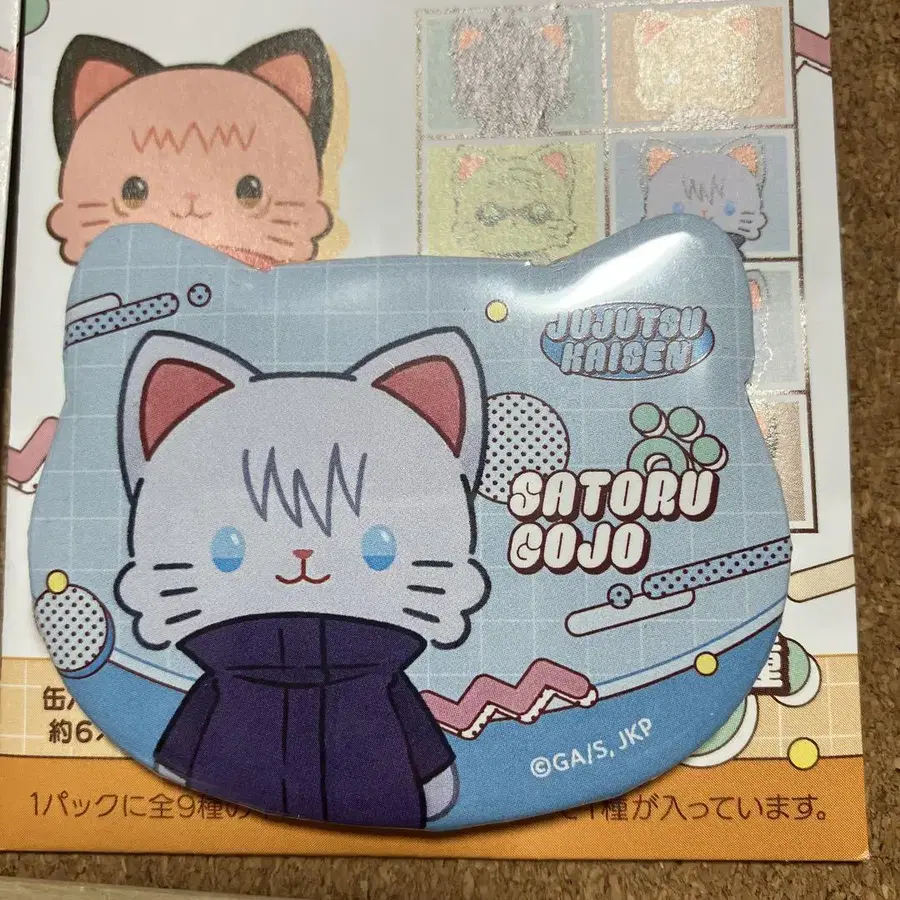 JUJUTSU
KAISEN
SATORU
GOJO
©GA/S, JKP
缶バ
約6
1パックに全9種の
1種が入っています。